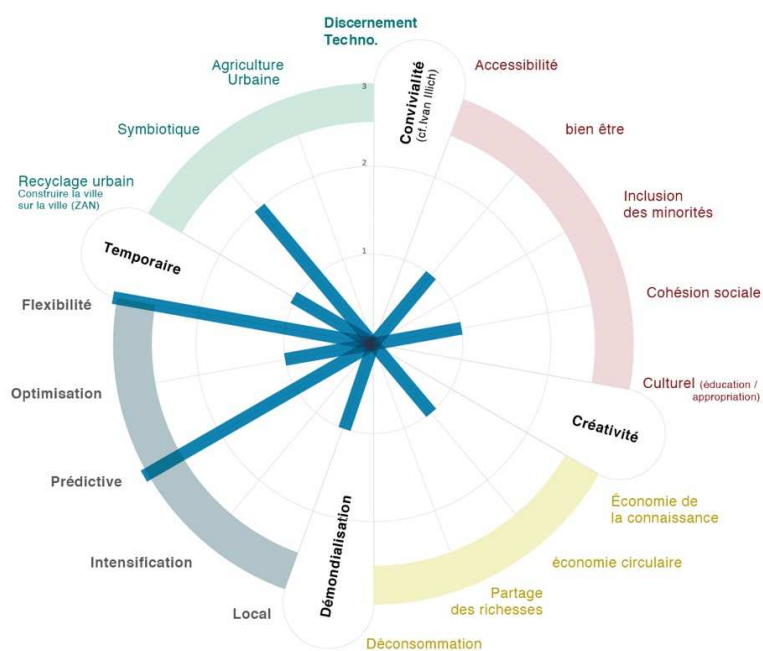 Discernement
Techno.
Convivialité
(cf.Ivan Illich)
Accessibilité
bien être
Inclusion
des minorités
Cohésion sociale
Culturel (éducation /
appropriation)
Créativité
Économie de
la connaissance
économie circulaire
Partage
des richesses
Déconsommation
Démondialisation
Local
Intensification
Prédictive
Optimisation
Flexibilité
Temporaire
Recyclage urbain
Construire la ville
sur la ville (ZAN)
Symbiotique
Agriculture
Urbaine
3
2
1